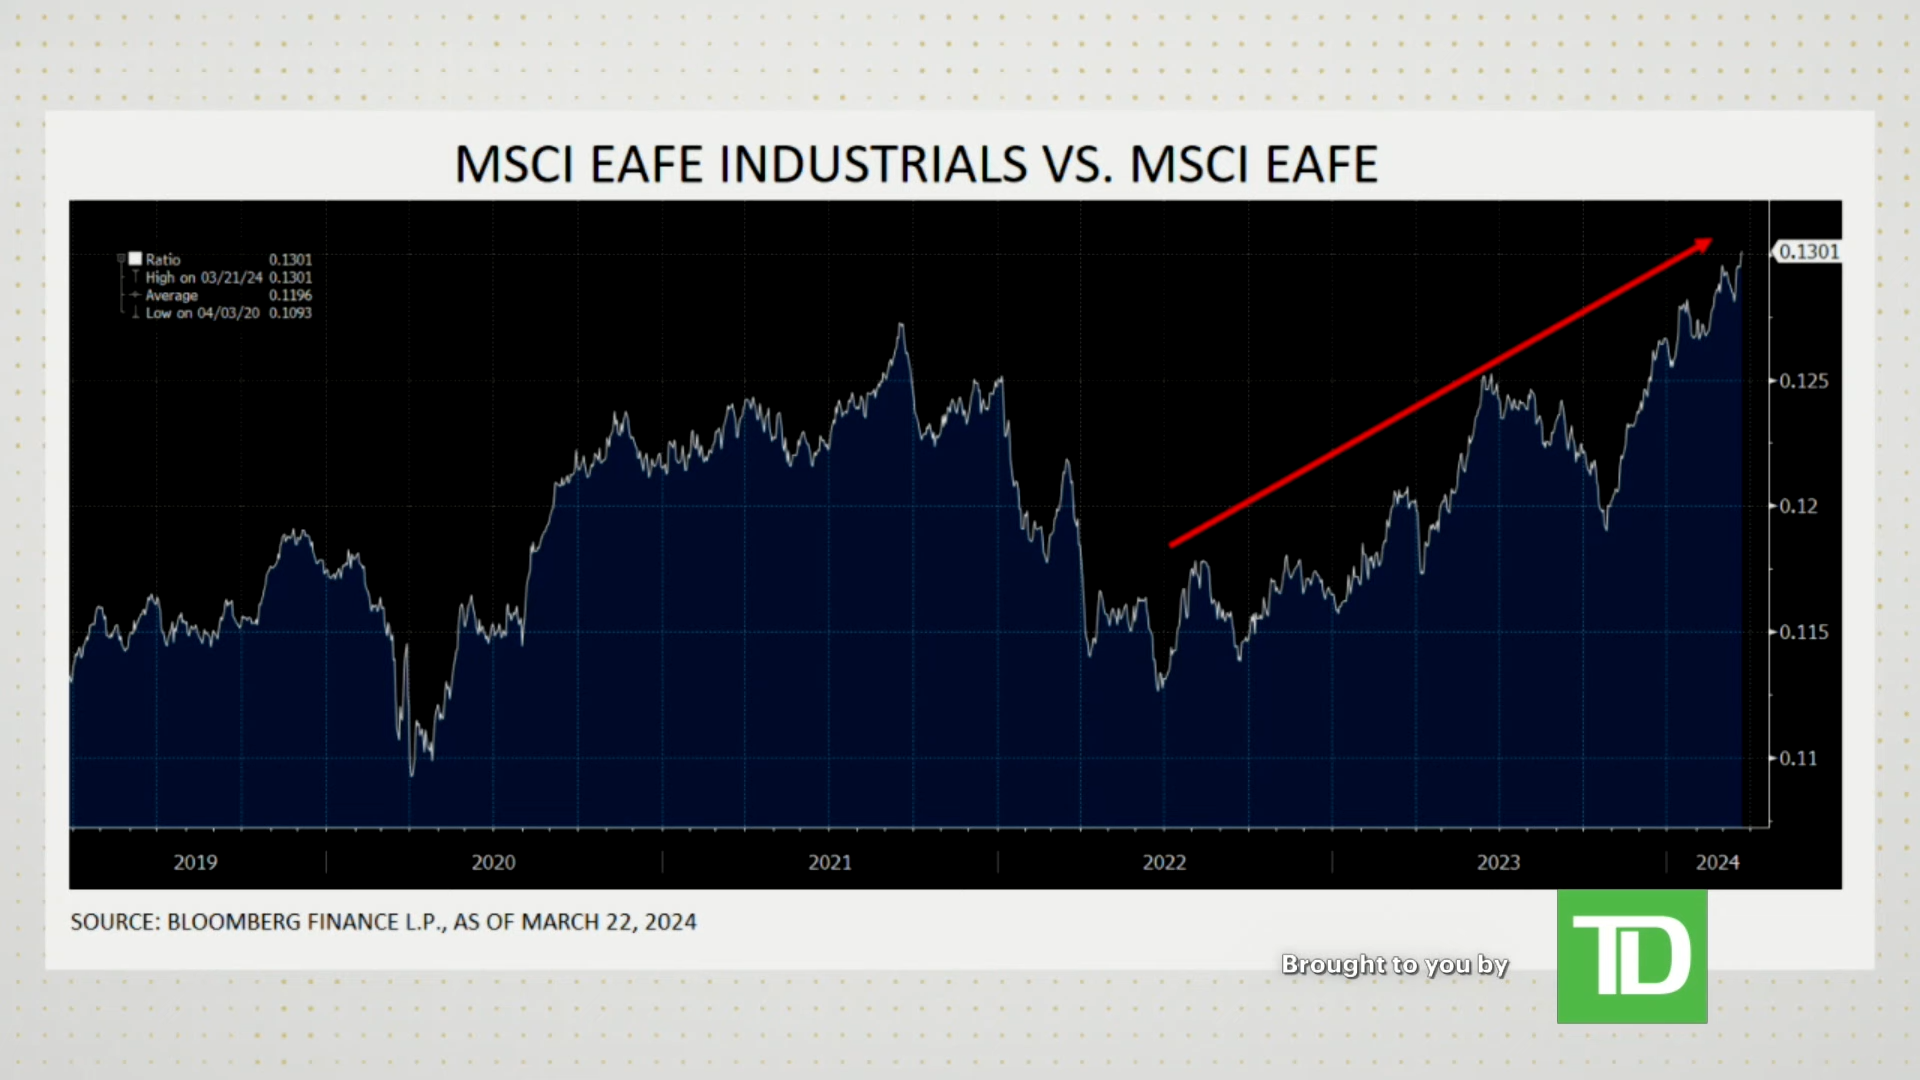 MSCI EAFE INDUSTRIALS VS. MSCI EAFE
Ratio 0.1301
High on 03/21/24 0.1301
Average 0.1196
Low on 04/03/20 0.1093
0.1301
0.125
0.12
0.115
0.11
2019 2020 2021 2022 2023 2024
SOURCE: BLOOMBERG FINANCE L.P., AS OF MARCH 22, 2024
Brought to you by
TD